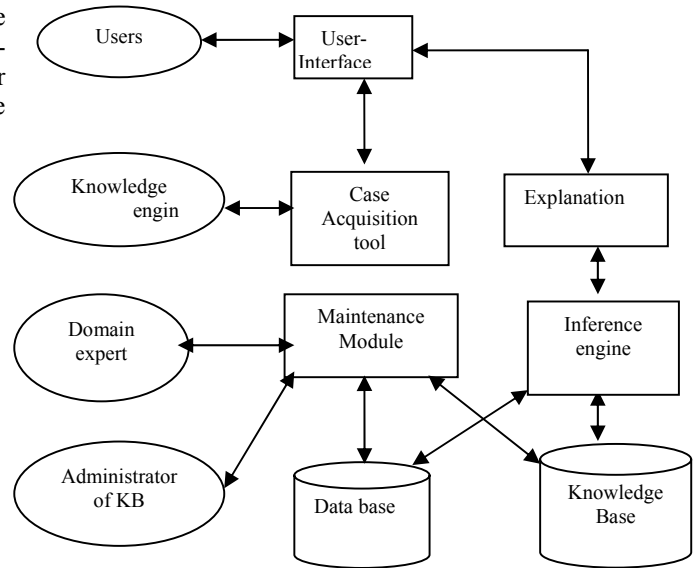 e
-
r
e
Users
User-
Interface
Knowledge
engin
Case
Acquisition
tool
Explanation
Domain
expert
Maintenance
Module
Inference
engine
Administrator
of KB
Data base
Knowledge
Base